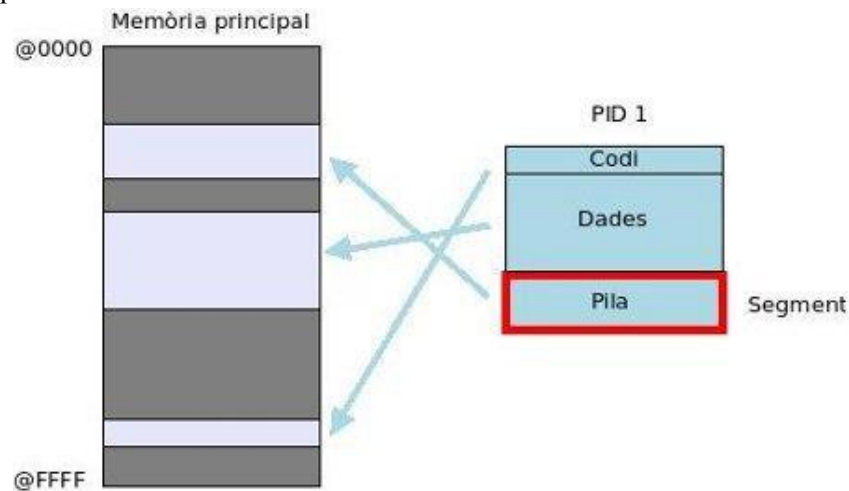 Memòria principal
@0000
PID 1
Codi
Dades
Pila
Segment
@FFFF